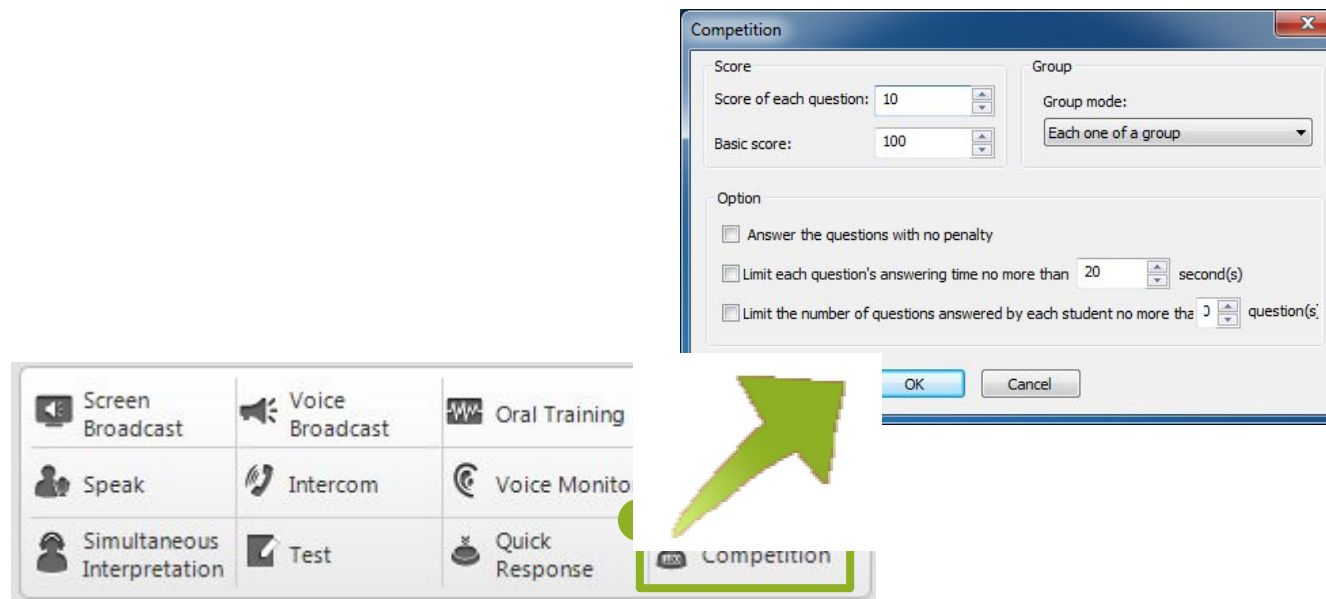 Competition
Score
Group
Score of each question: 10
Group mode:
Basic score: 100
Each one of a group
Option
Answer the questions with no penalty
Limit each question's answering time no more than 20 second(s)
Limit the number of questions answered by each student no more tha question(s
OK
Cancel
Screen
Broadcast
Voice
Broadcast
Oral Training
Speak
Intercom
Voice Monito
Simultaneous
Interpretation
Test
Quick
Response
Competition